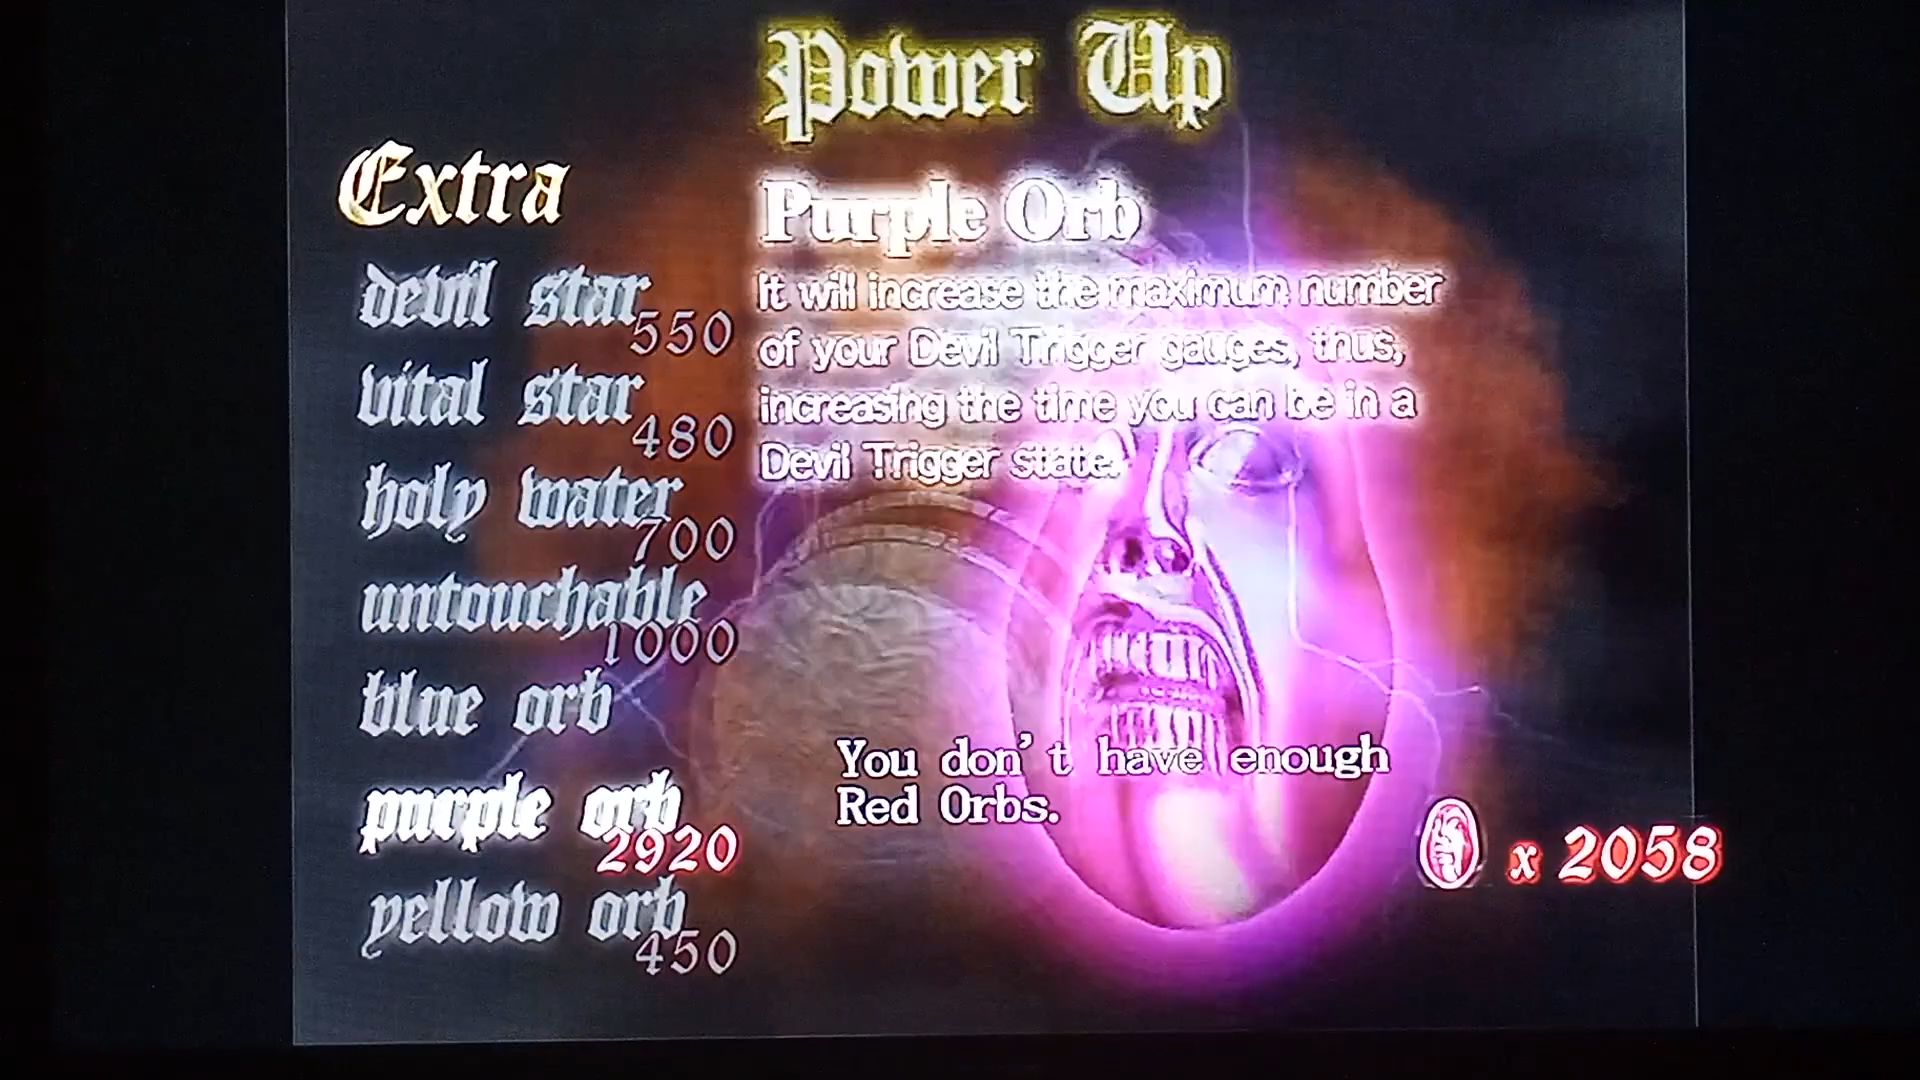 Power Up
Extra
devil star
550
vital star
480
holy water
700
untouchable
1000
blue orb
purple orb
2920
yellow orb
450
Purple Orb
It will increase the maximum number
of your Devil Trigger gauges, thus,
increasing the time you can be in a
Devil Trigger state.
You don't have enough
Red Orbs.
x 2058